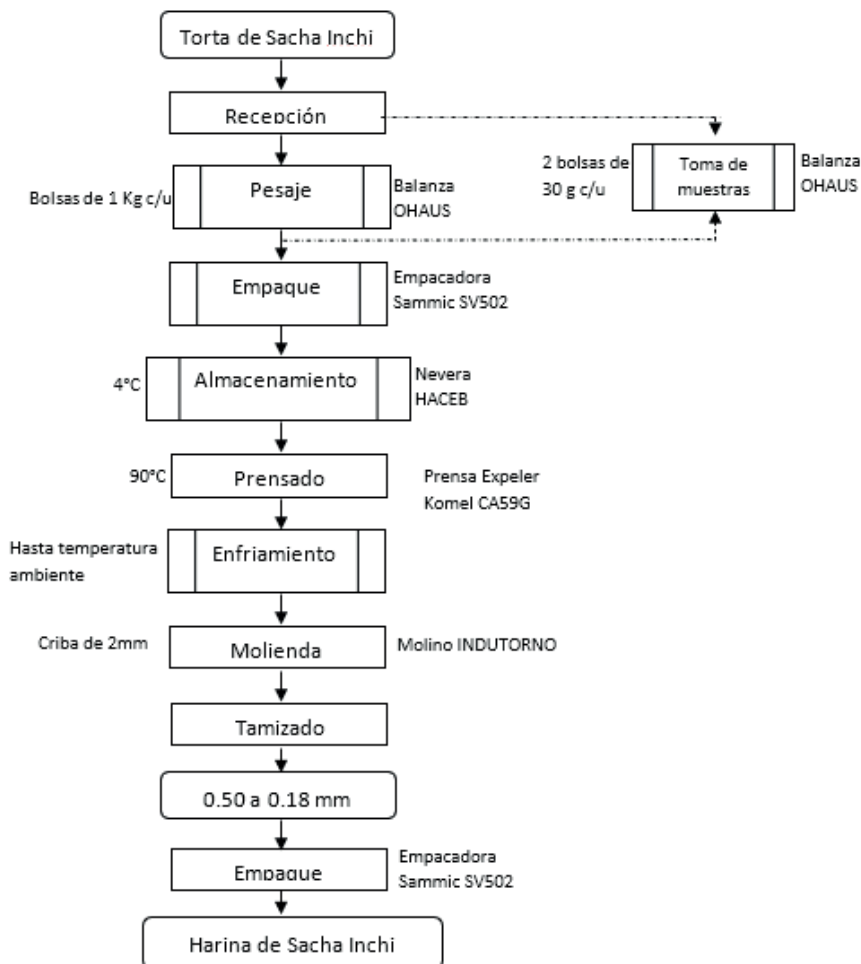 Torta de Sacha Inchi
Recepción
Bolsas de 1 Kg c/u
Pesaje
Balanza
OHAUS
2 bolsas de
30 g c/u
Toma de
muestras
Balanza
OHAUS
Empaque
Empacadora
Sammic SV502
4°C
Almacenamiento
Nevera
HACEB
90°C
Prensado
Prensa Expeler
Komel CA59G
Hasta temperatura
ambiente
Enfriamiento
Criba de 2mm
Molienda
Molino INDUTORNO
Tamizado
0.50 a 0.18 mm
Empaque
Empacadora
Sammic SV502
Harina de Sacha Inchi